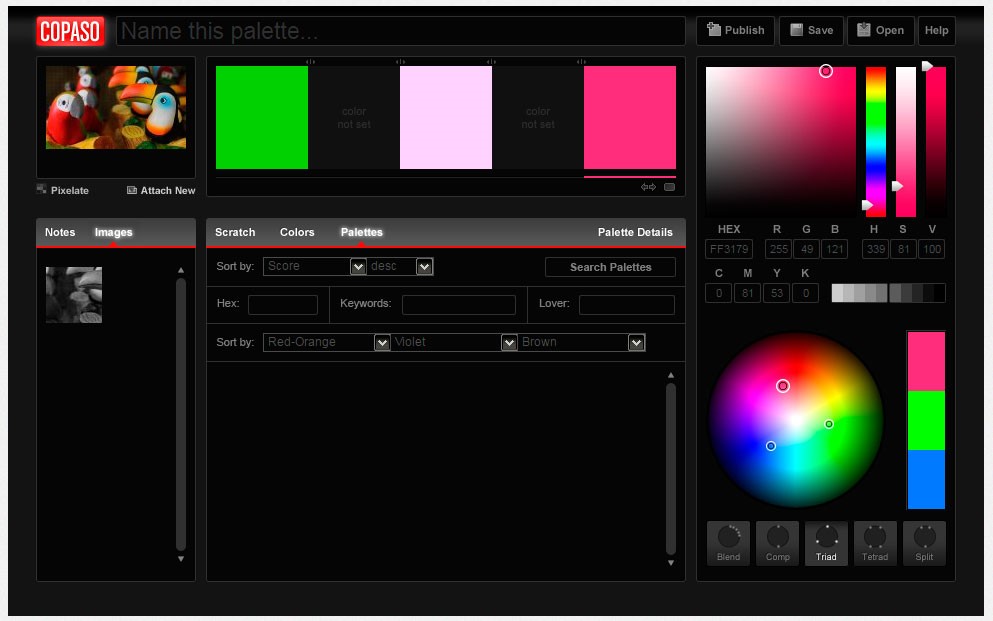 COPASO
Name this palette...
Publish
Save
Open
Help
color
not set
color
not set
Pixelate
Attach New
Notes
Images
Scratch
Colors
Palettes
Palette Details
Sort by:
Score
desc
Search Palettes
Hex:
Keywords:
Lover:
Sort by:
Red-Orange
Violet
Brown
HEX
R G B
H S V
FF3179
255 49 121
339 81 100
C M Y K
0 81 53 0
Blend
Comp
Triad
Tetrad
Split